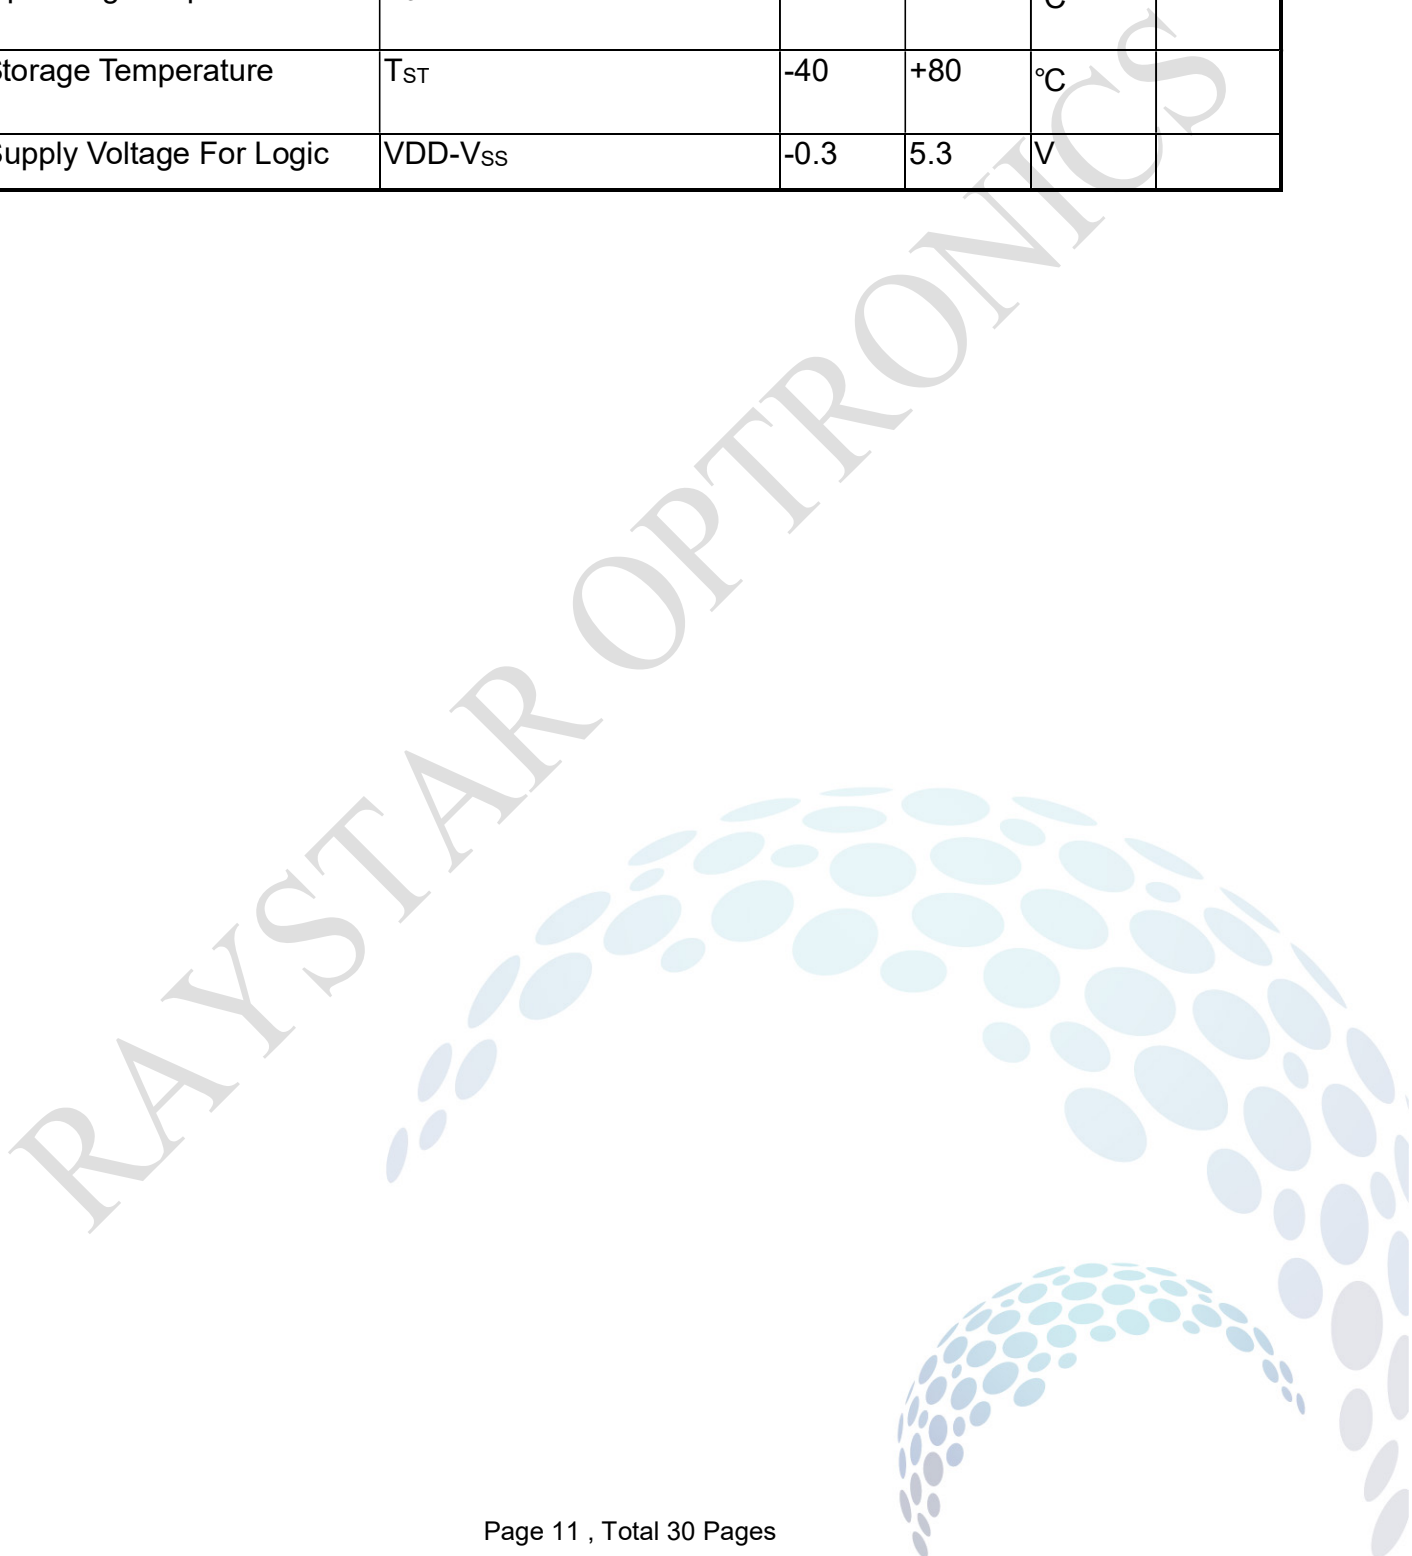 ℃
Storage Temperature TST -40 +80 ℃
Supply Voltage For Logic VDD-VSS -0.3 5.3 V
RAYSTAR OPTRONICS
Page 11 , Total 30 Pages